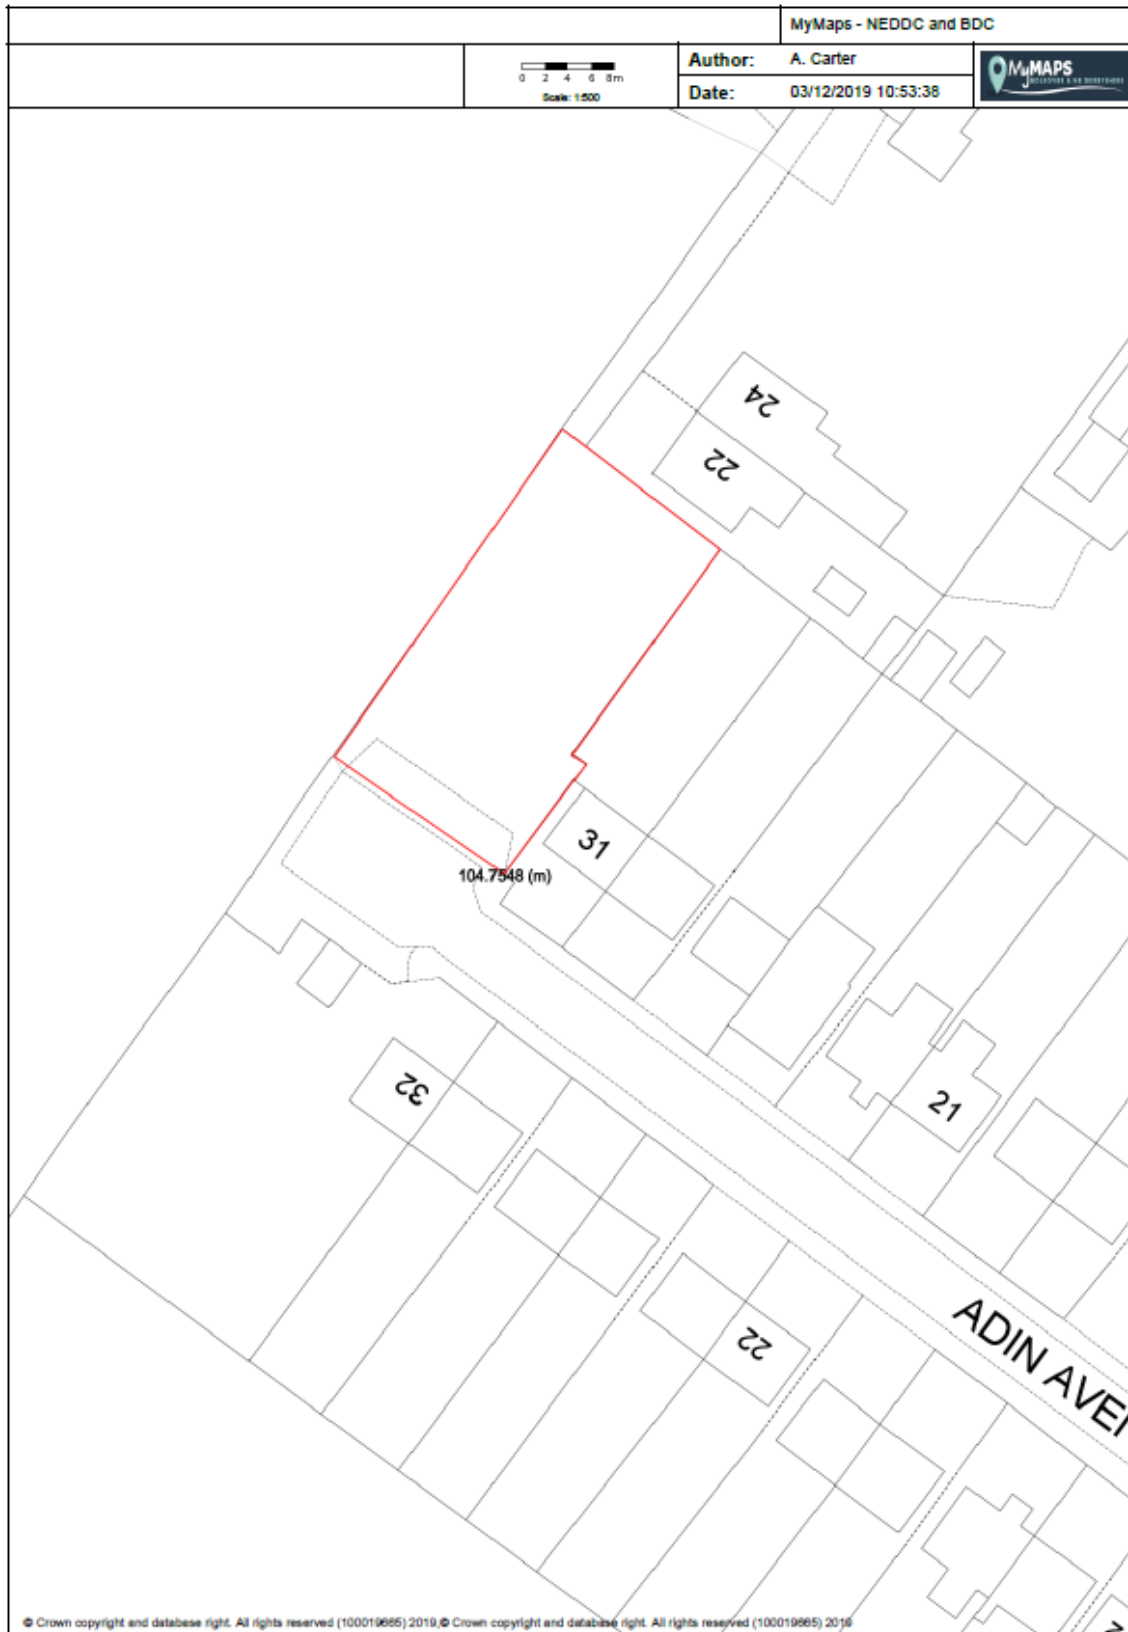 MyMaps - NEDDC and BDC
0 2 4 6 8m
Scale: 1:500
Author: A. Carter
Date: 03/12/2019 10:53:38
MyMAPS
24
22
31
104.7548 (m)
32
21
22
ADIN AVE
© Crown copyright and database right. All rights reserved (100019665) 2019,© Crown copyright and database right. All rights reserved (100019665) 2019